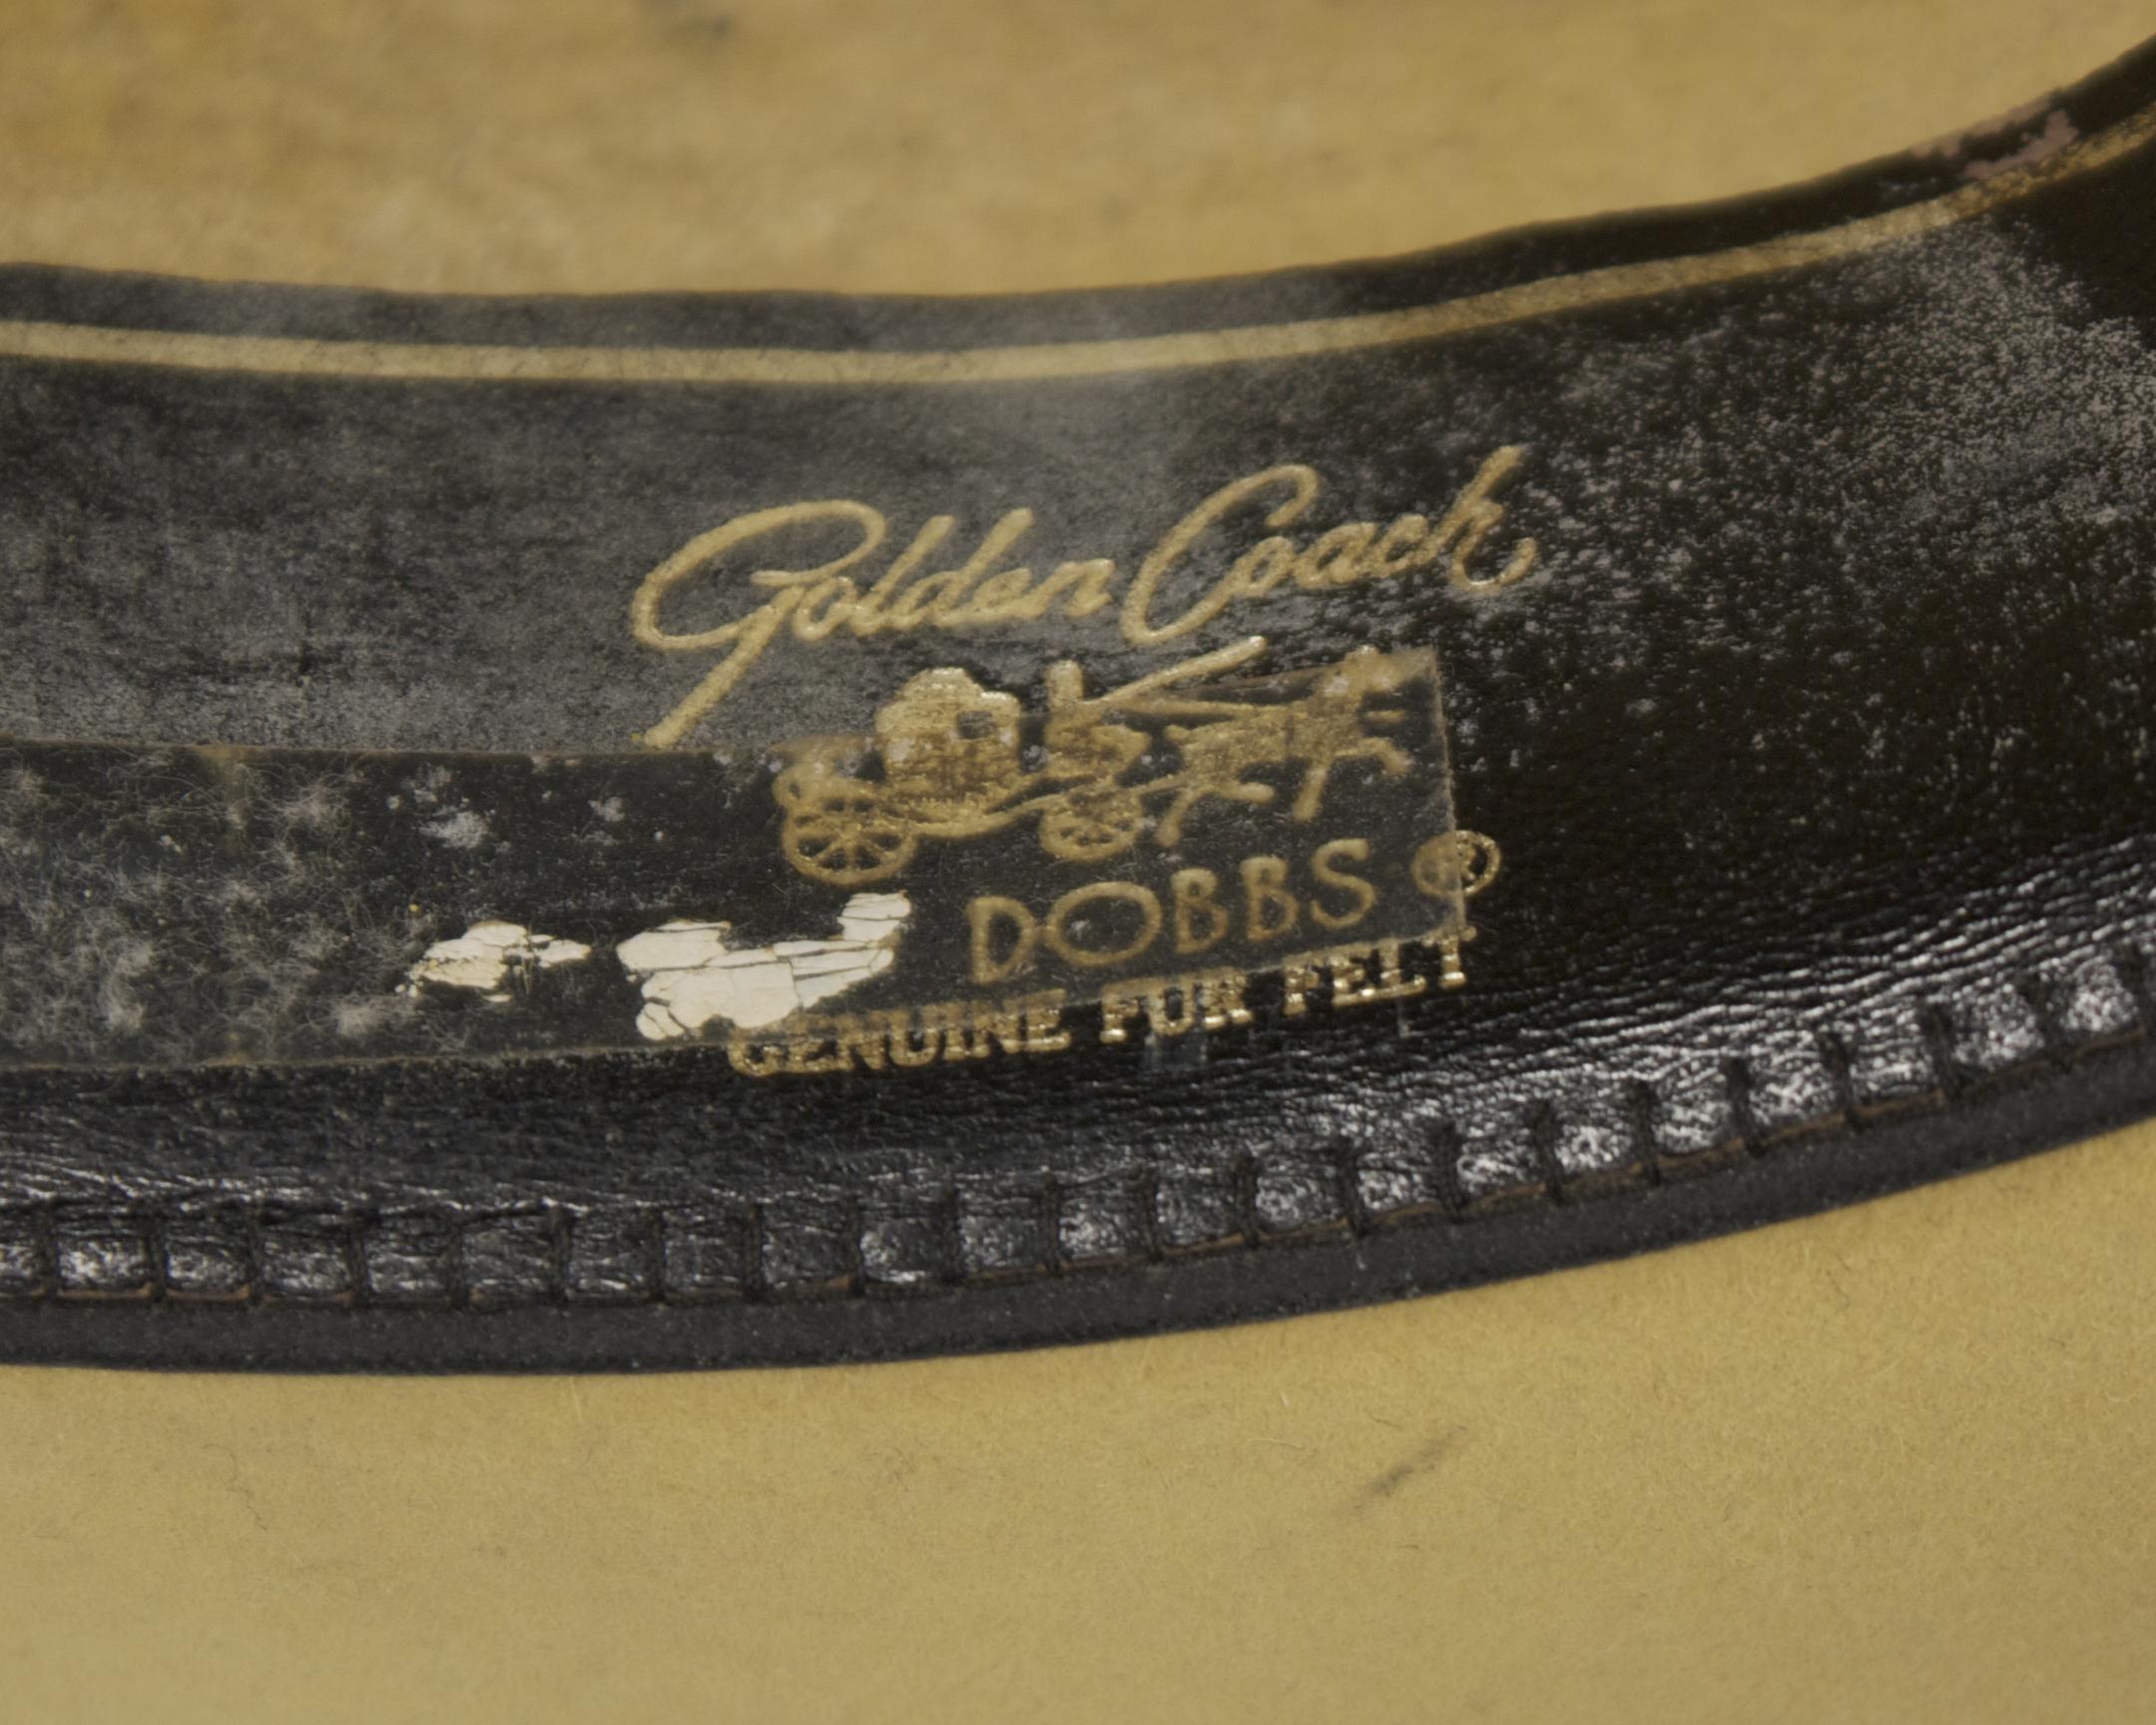 Golden Coach
DOBBS ®
GENUINE FUR FELT